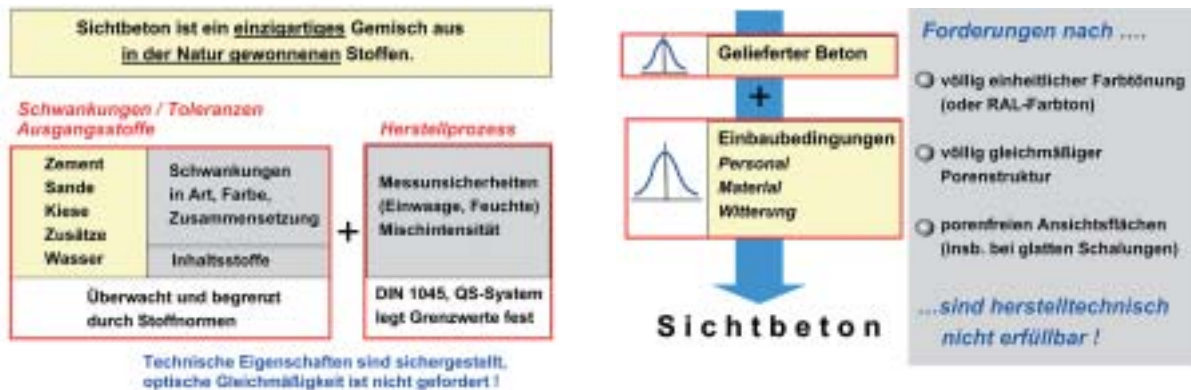 Sichtbeton ist ein einzigartiges Gemisch aus
in der Natur gewonnenen Stoffen.
Schwankungen / Toleranzen
Ausgangsstoffe
Zement
Sande
Kiese
Zusätze
Wasser
Schwankungen
in Art, Farbe,
Zusammensetzung
Inhaltsstoffe
Überwacht und begrenzt
durch Stoffnormen
+
Herstellprozess
Messunsicherheiten
(Einwaage, Feuchte)
Mischintensität
DIN 1045, QS-System
legt Grenzwerte fest
Technische Eigenschaften sind sichergestellt,
optische Gleichmäßigkeit ist nicht gefordert !
Gelieferter Beton
+
Einbaubedingungen
Personal
Material
Witterung
Sichtbeton
Forderungen nach ....
völlig einheitlicher Farbtönung
(oder RAL-Farbton)
völlig gleichmäßiger
Porenstruktur
porenfreien Ansichtsflächen
(insb. bei glatten Schalungen)
...sind herstelltechnisch
nicht erfüllbar !